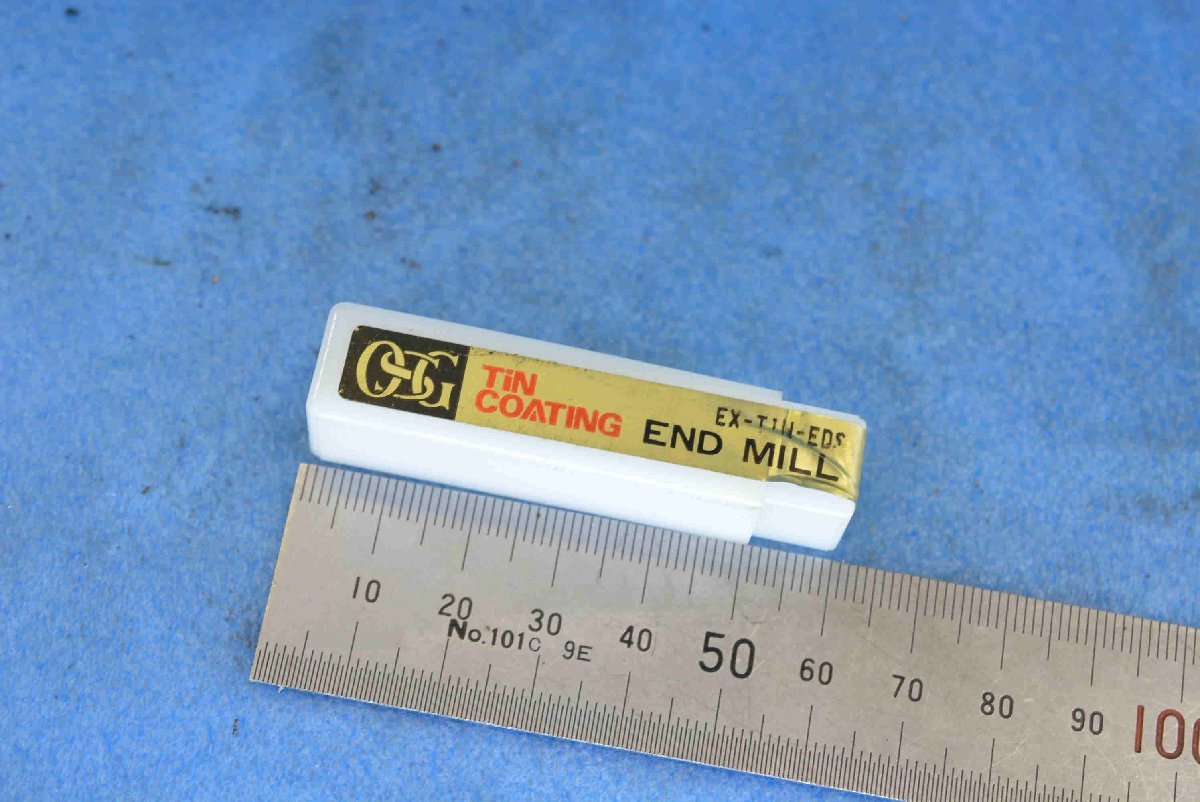 OSG
TiN
COATING
EX-TiN-EDS
END MILL
10 20 30 40 50 60 70 80 90 100
No.101C 9E